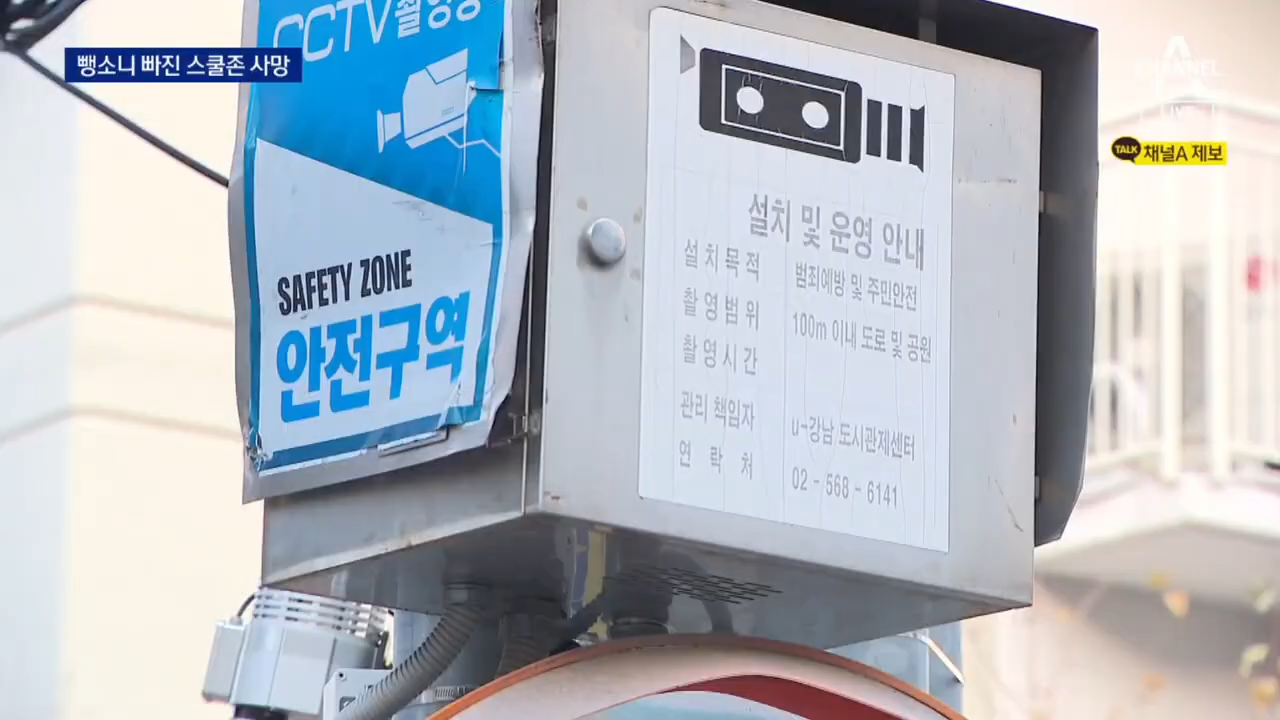 뺑소니 빠진 스쿨존 사망
CHANNEL
TALK 채널A 제보
CCTV촬영중
SAFETY ZONE
안전구역
설치 및 운영 안내
설치목적 범죄예방 및 주민안전
촬영범위 100m 이내 도로 및 공원
촬영시간
관리 책임자 u-강남 도시관제센터
연락처 02 - 568 - 6141